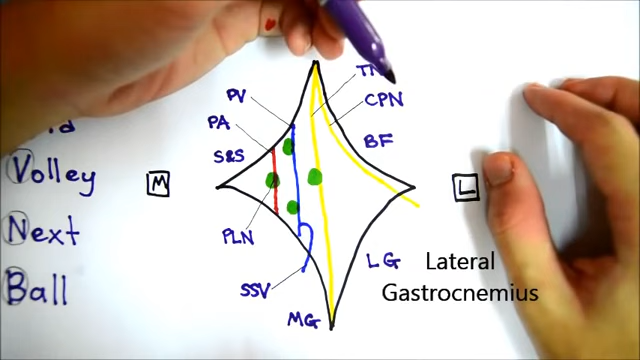 Volley
Next
Ball
M
L
TN
CPN
BF
PV
PA
S&S
PLN
SSV
MG
LG
Lateral
Gastrocnemius